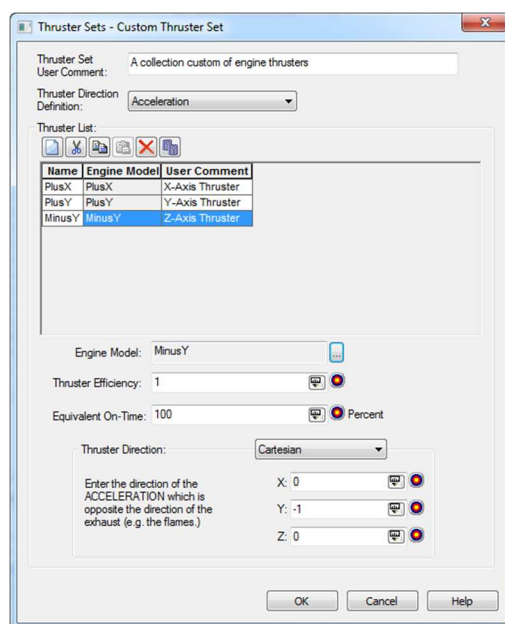 Thruster Sets - Custom Thruster Set
Thruster Set
User Comment:
A collection custom of engine thrusters
Thruster Direction
Definition:
Acceleration
Thruster List:
Name Engine Model User Comment
PlusX PlusX X-Axis Thruster
PlusY PlusY Y-Axis Thruster
MinusY MinusY Z-Axis Thruster
Engine Model: MinusY ...
Thruster Efficiency: 1
Equivalent On-Time: 100 Percent
Thruster Direction: Cartesian
Enter the direction of the
ACCELERATION which is
opposite the direction of the
exhaust (e.g. the flames.)
X: 0
Y: -1
Z: 0
OK Cancel Help